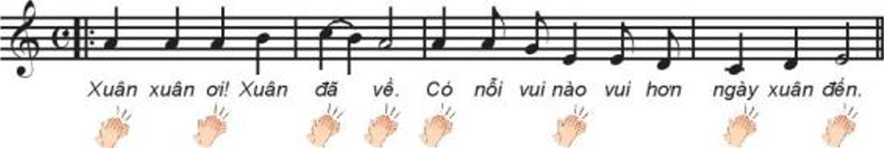 Xuân xuân ơi! Xuân đã về. Có nỗi vui nào vui hơn ngày xuân đến.